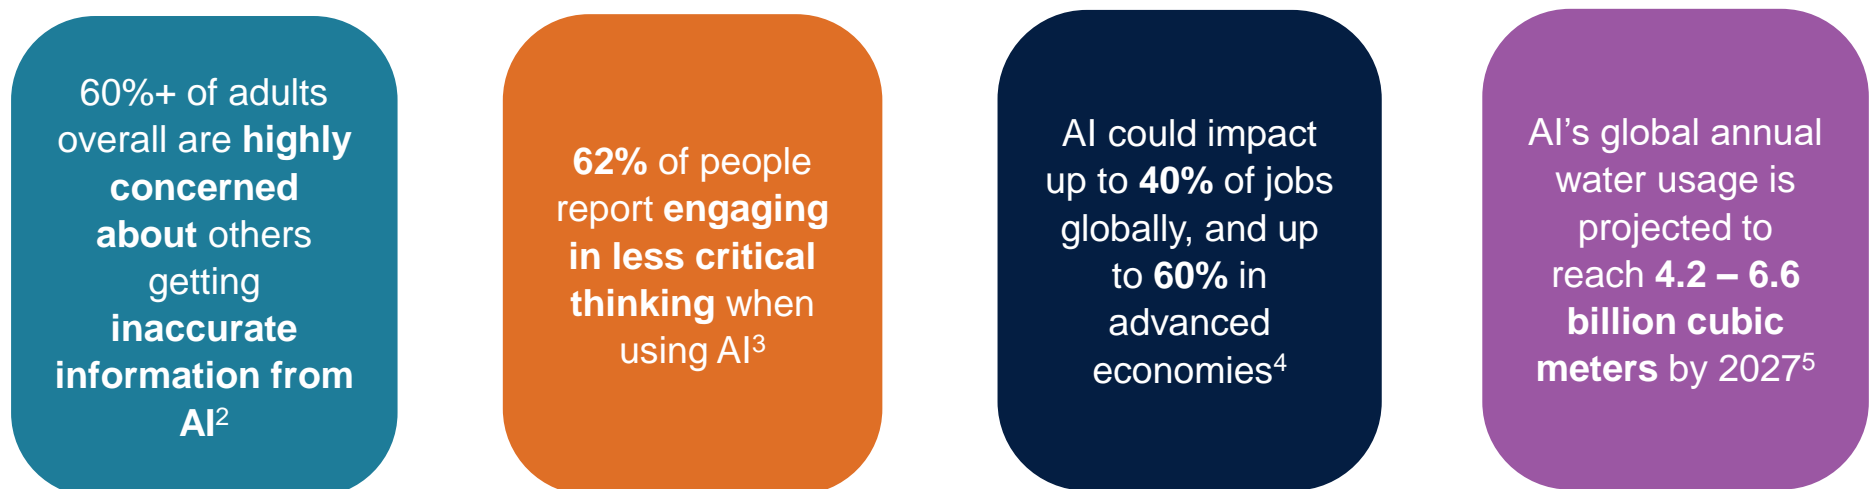 60%+ of adults
overall are highly
concerned
about others
getting
inaccurate
information from
AI²
62% of people
report engaging
in less critical
thinking when
using AI³
AI could impact
up to 40% of jobs
globally, and up
to 60% in
advanced
economies⁴
AI’s global annual
water usage is
projected to
reach 4.2 – 6.6
billion cubic
meters by 2027⁵